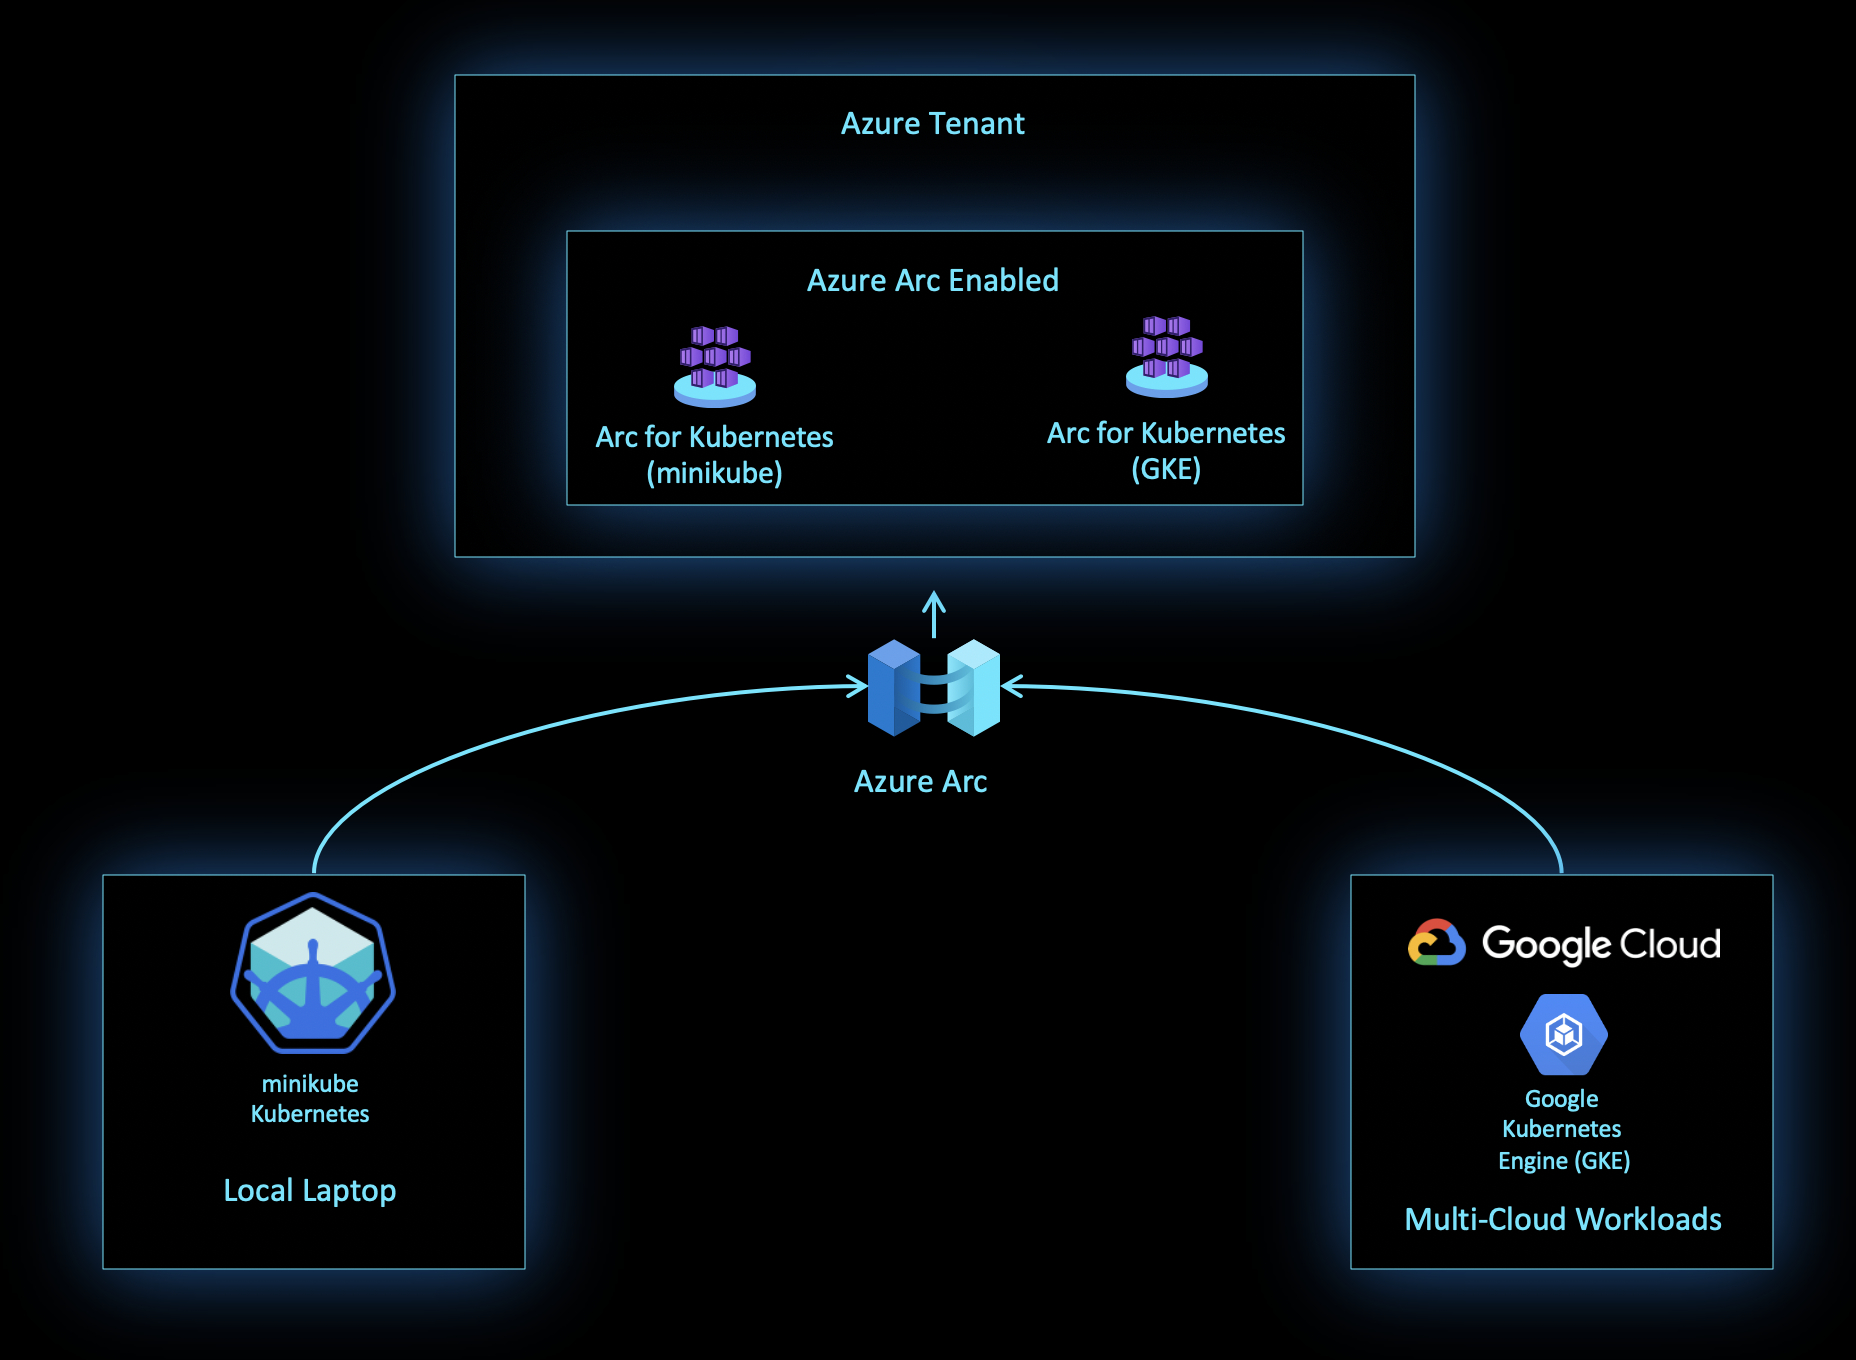 Azure Tenant
Azure Arc Enabled
Arc for Kubernetes
(minikube)
Arc for Kubernetes
(GKE)
Azure Arc
minikube
Kubernetes
Local Laptop
Google Cloud
Google
Kubernetes
Engine (GKE)
Multi-Cloud Workloads